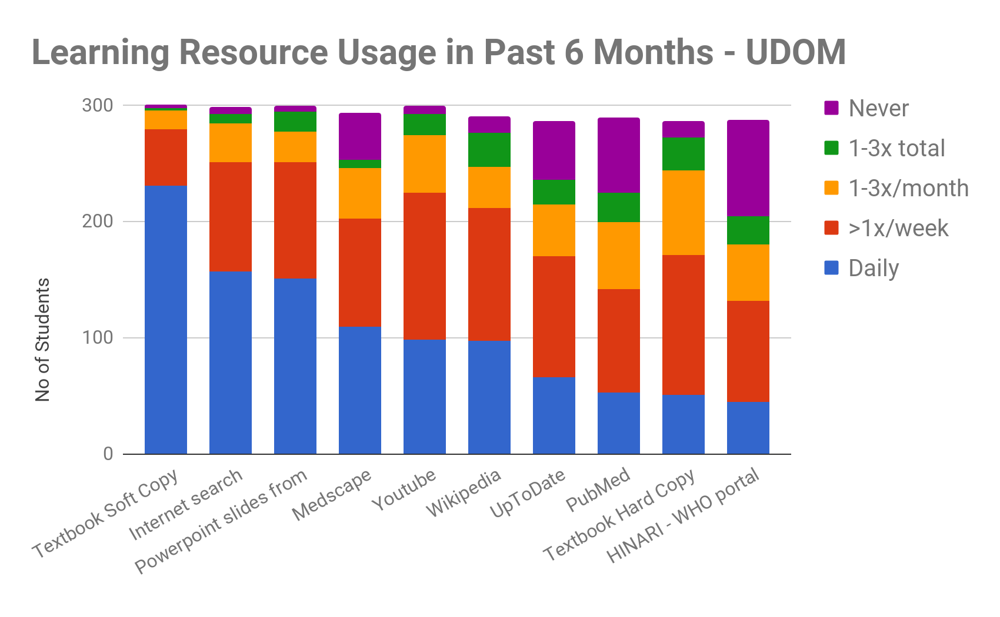 Learning Resource Usage in Past 6 Months - UDOM
No of Students
300
200
100
0
Textbook Soft Copy
Internet search
Powerpoint slides from
Medscape
Youtube
Wikipedia
UpToDate
PubMed
Textbook Hard Copy
HINARI - WHO portal
Never
1-3x total
1-3x/month
>1x/week
Daily